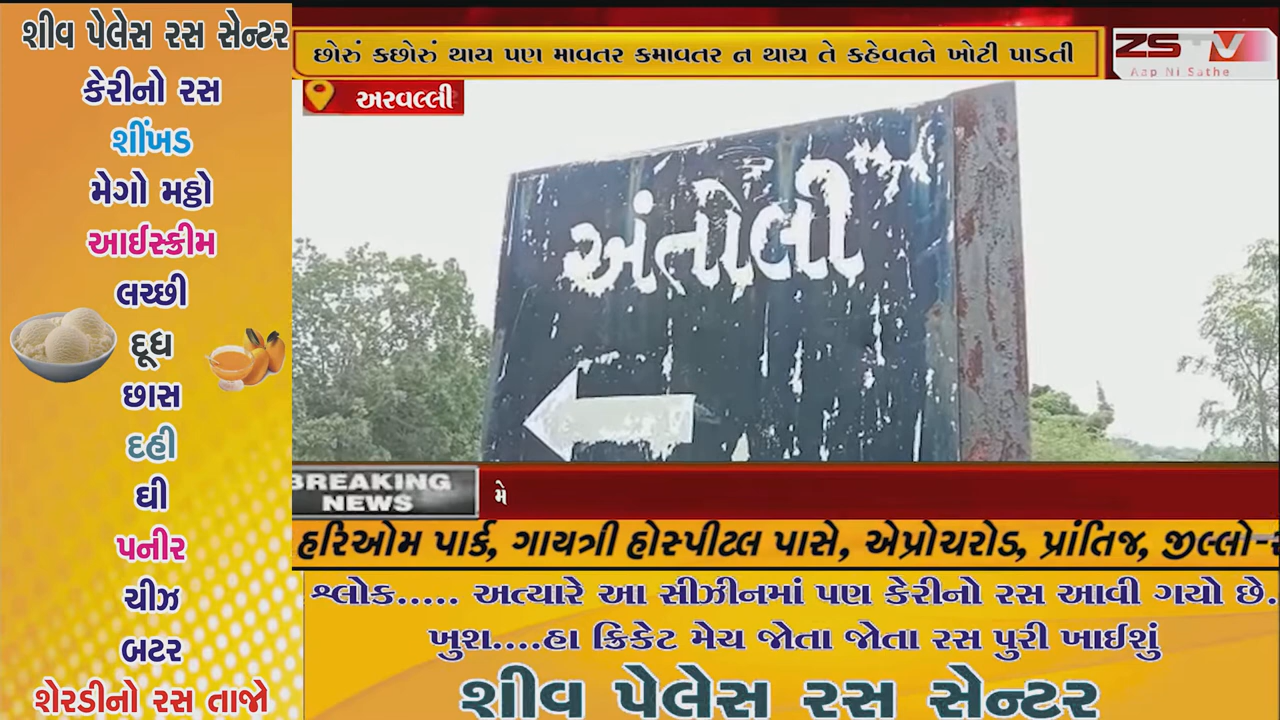 શીવ પેલેસ રસ સેન્ટર
કેરીનો રસ
શીંખડ
મેગો મઠ્ઠો
આઈસ્ક્રીમ
લચ્છી
દૂધ
છાસ
દહી
ઘી
પનીર
ચીઝ
બટર
શેરડીનો રસ તાજો
છોરું કછોરું થાય પણ માવતર કમાવતર ન થાય તે કહેવતને ખોટી પાડતી
ZSTV
Aap Ni Sathe
અરવલ્લી
અંતોલી
BREAKING
NEWS
મે
હરિઓમ પાર્ક, ગાયત્રી હોસ્પીટલ પાસે, એપ્રોચરોડ, પ્રાંતિજ, જીલ્લો-
શ્લોક..... અત્યારે આ સીઝીનમાં પણ કેરીનો રસ આવી ગયો છે.
ખુશ....હા ક્રિકેટ મેચ જોતા જોતા રસ પુરી ખાઈશું
શીવ પેલેસ રસ સેન્ટર